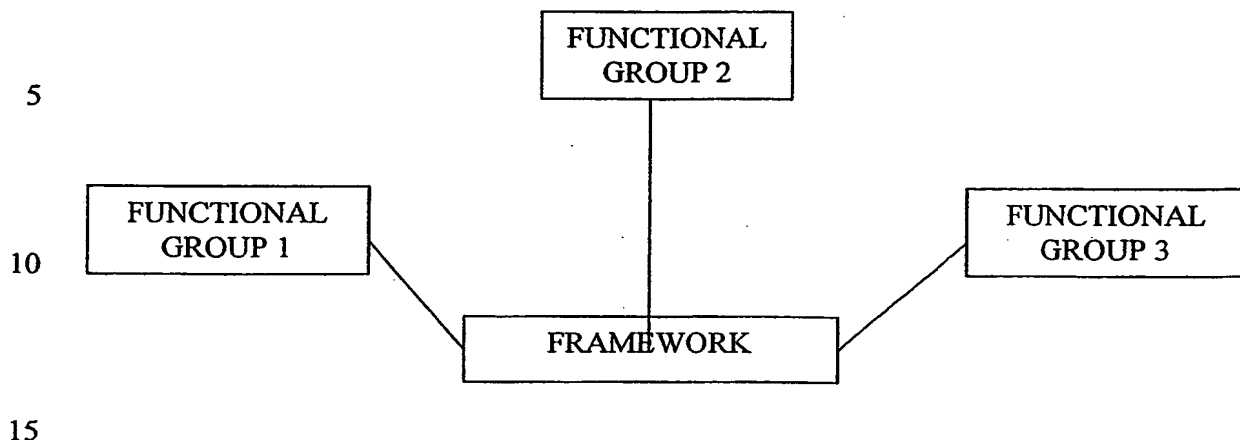 FUNCTIONAL
GROUP 2
5
FUNCTIONAL
GROUP 1
FUNCTIONAL
GROUP 3
10
FRAMEWORK
15